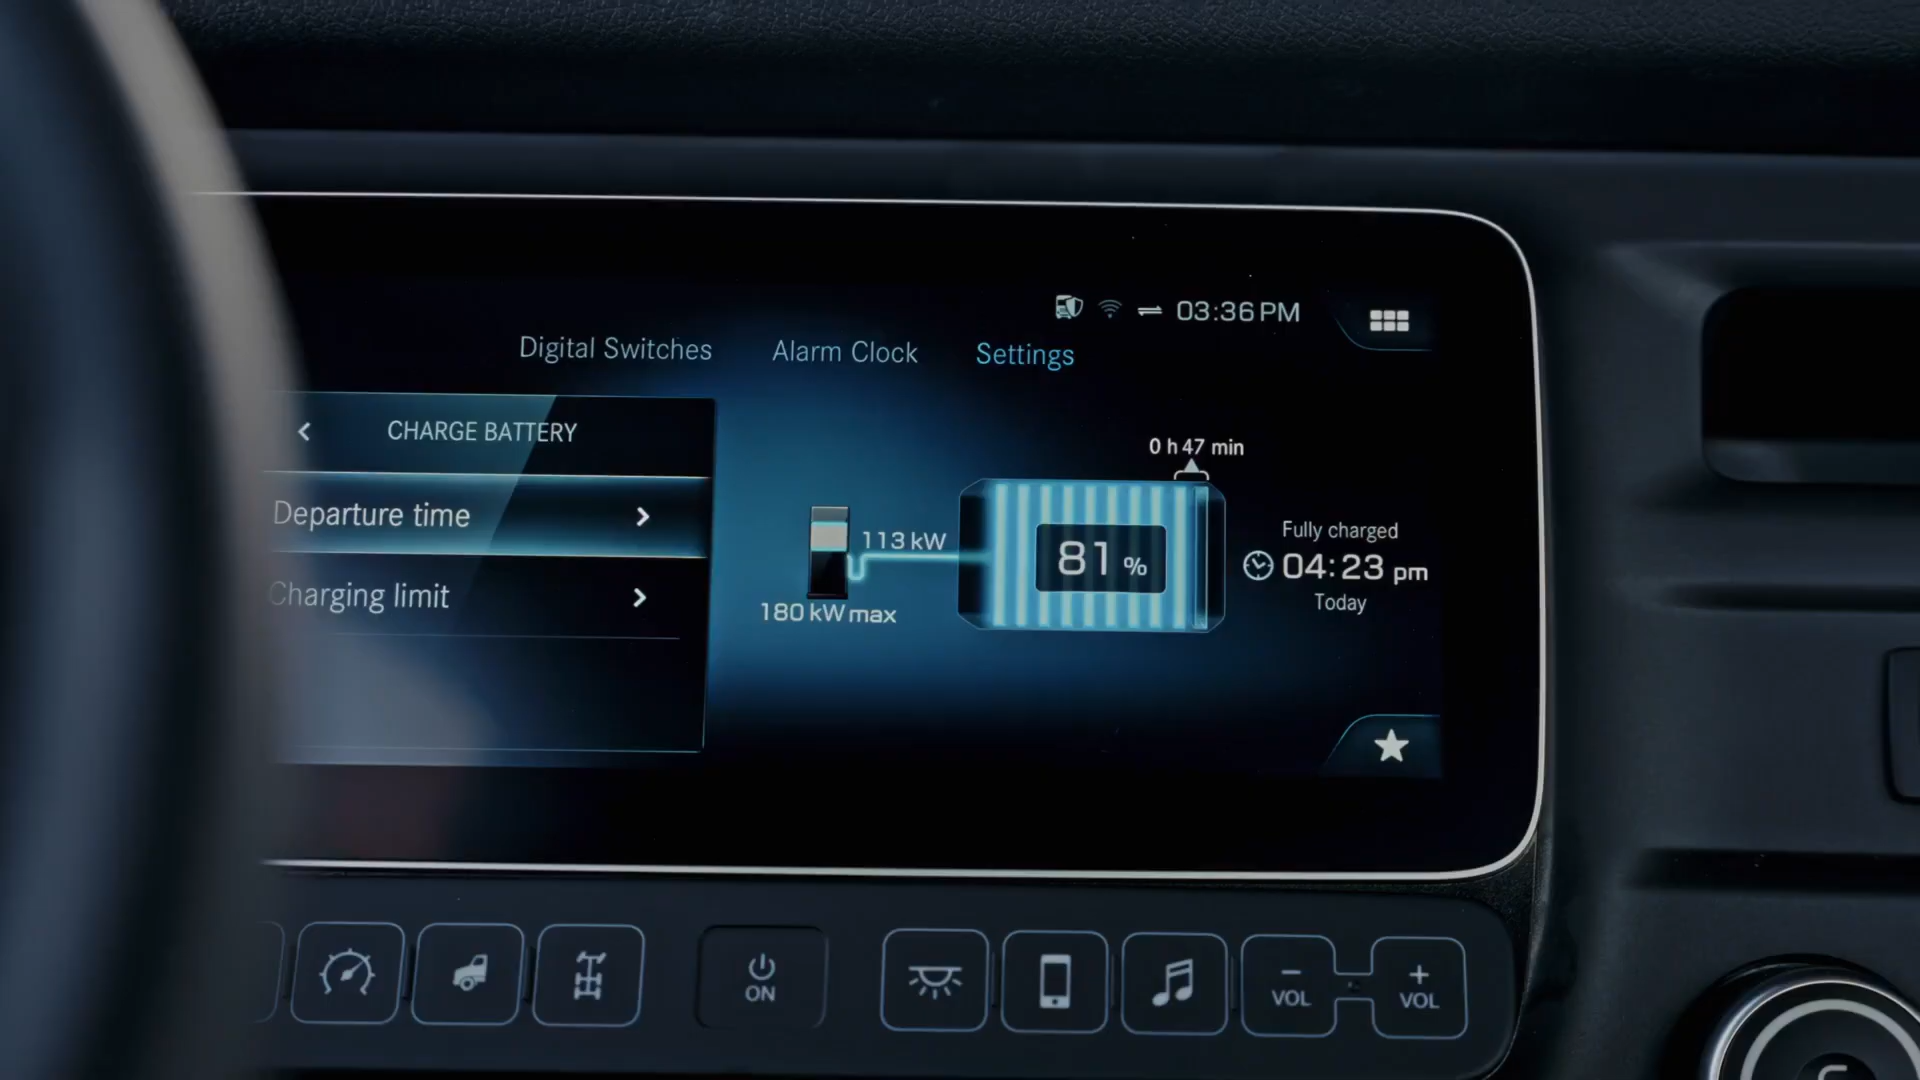 03:36 PM
Digital Switches
Alarm Clock
Settings
CHARGE BATTERY
Departure time
Charging limit
0 h 47 min
113 kW
180 kW max
81 %
Fully charged
04:23 pm
Today
ON
VOL
VOL